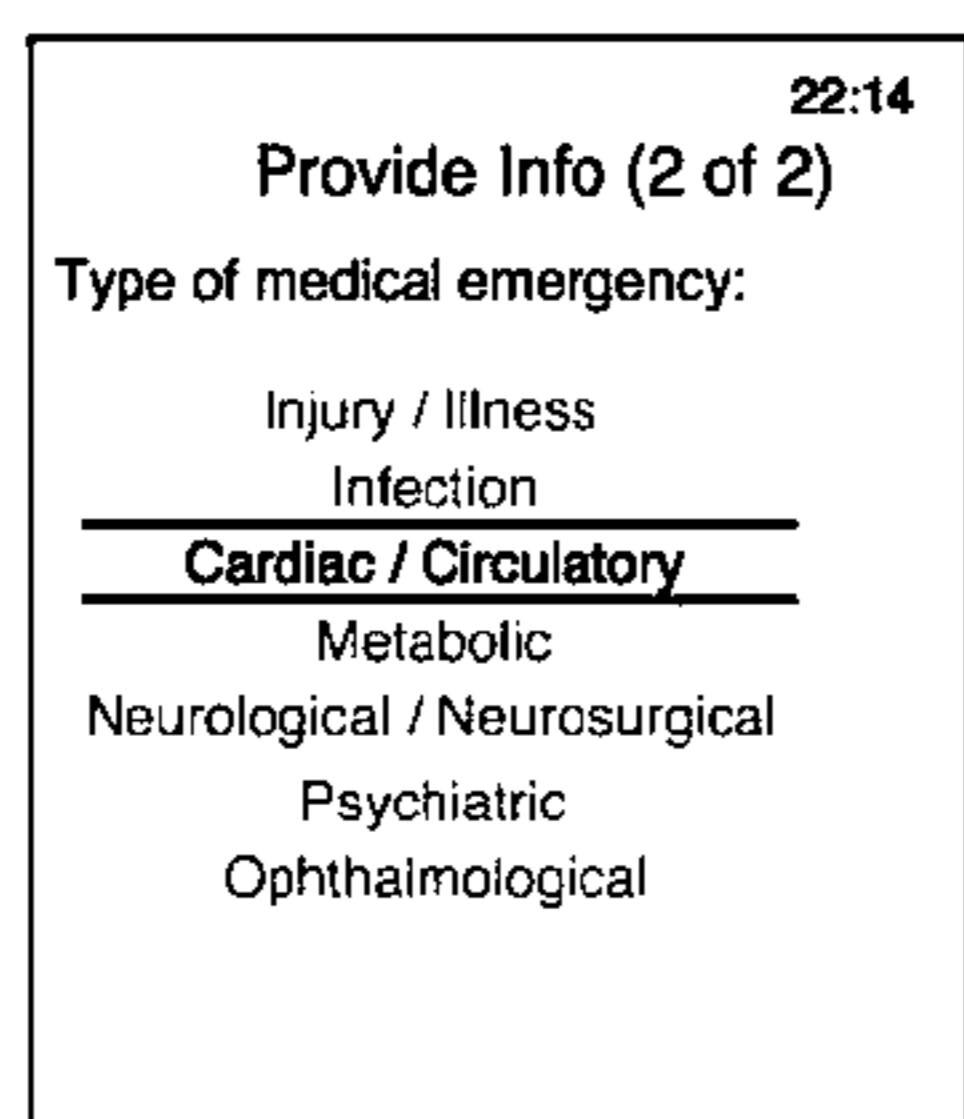 22:14
Provide Info (2 of 2)
Type of medical emergency:
Injury / Illness
Infection
Cardiac / Circulatory
Metabolic
Neurological / Neurosurgical
Psychiatric
Ophthalmological